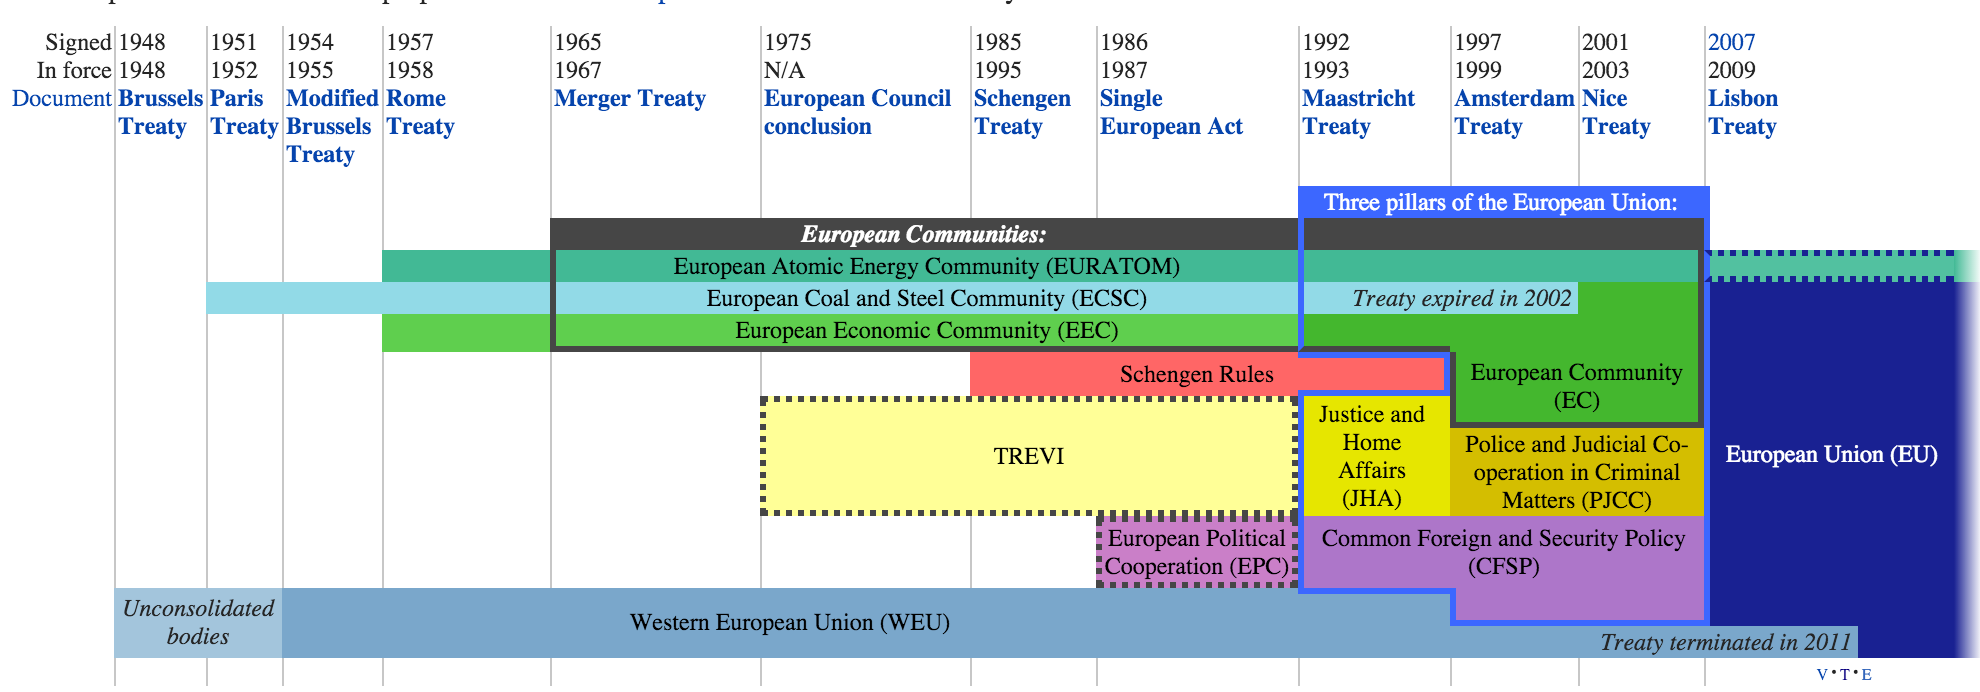 Signed 1948 1951 1954 1957 1965 1975 1985 1986 1992 1997 2001 2007
In force 1948 1952 1955 1958 1967 N/A 1995 1987 1993 1999 2003 2009
Document Brussels Paris Modified Rome Merger Treaty European Council Schengen Single Maastricht Amsterdam Nice Lisbon
Treaty Treaty Brussels Treaty conclusion Treaty European Act Treaty Treaty Treaty Treaty
Treaty
Three pillars of the European Union:
European Communities:
European Atomic Energy Community (EURATOM)
European Coal and Steel Community (ECSC) Treaty expired in 2002
European Economic Community (EEC)
Schengen Rules
European Community
(EC)
TREVI
Justice and
Home
Affairs
(JHA)
Police and Judicial Co-
operation in Criminal
Matters (PJCC)
European Union (EU)
European Political
Cooperation (EPC)
Common Foreign and Security Policy
(CFSP)
Unconsolidated
bodies
Western European Union (WEU)
Treaty terminated in 2011
V • T • E